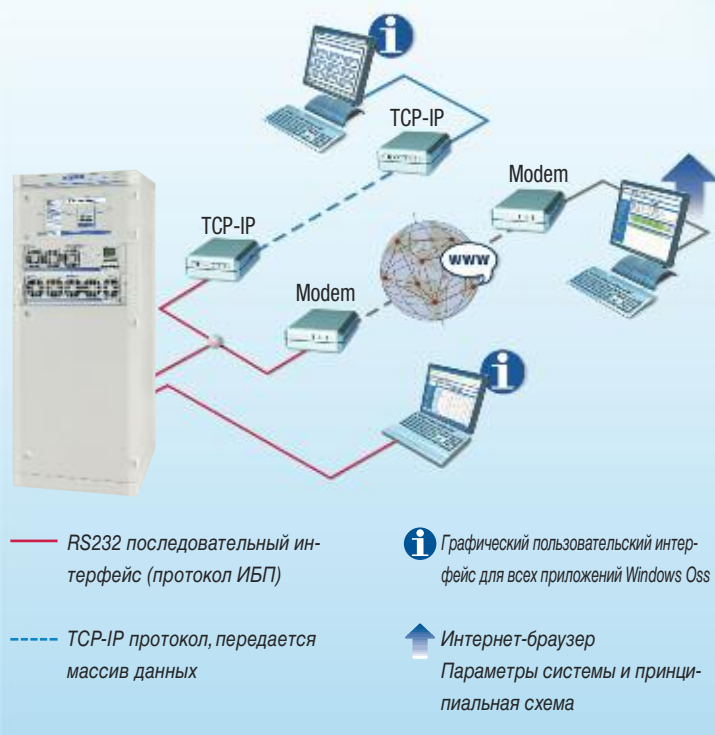 TCP-IP
Modem
TCP-IP
www
Modem
RS232 последовательный ин-
терфейс (протокол ИБП)
Графический пользовательский интер-
фейс для всех приложений Windows Oss
TCP-IP протокол, передается
массив данных
Интернет-браузер
Параметры системы и принци-
пиальная схема